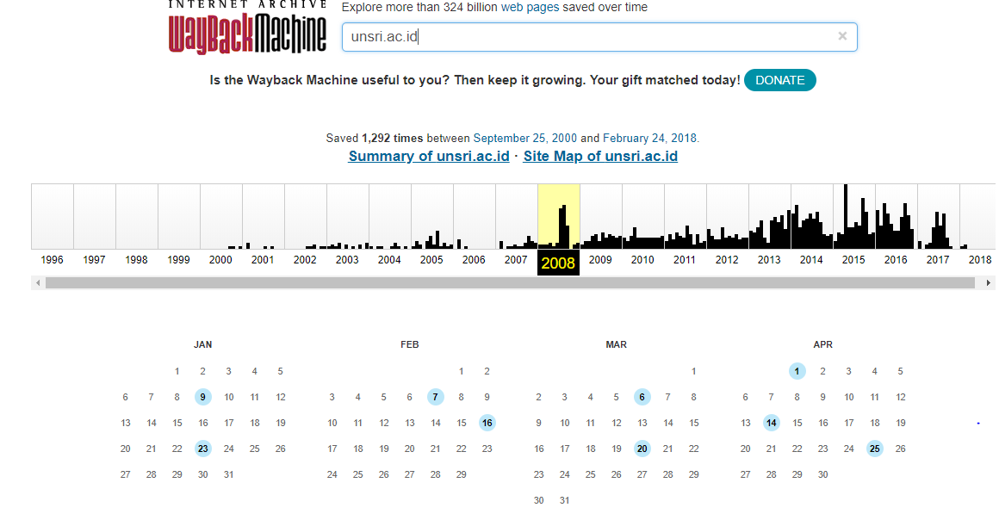 INTERNET ARCHIVE
WayBackMachine
Explore more than 324 billion web pages saved over time
unsri.ac.id
×
Is the Wayback Machine useful to you? Then keep it growing. Your gift matched today! DONATE
Saved 1,292 times between September 25, 2000 and February 24, 2018.
Summary of unsri.ac.id · Site Map of unsri.ac.id
1996 1997 1998 1999 2000 2001 2002 2003 2004 2005 2006 2007 2008 2009 2010 2011 2012 2013 2014 2015 2016 2017 2018
JAN
1 2 3 4 5
6 7 8 9 10 11 12
13 14 15 16 17 18 19
20 21 22 23 24 25 26
27 28 29 30 31
FEB
1 2
3 4 5 6 7 8 9
10 11 12 13 14 15 16
17 18 19 20 21 22 23
24 25 26 27 28 29
MAR
1
2 3 4 5 6 7 8
9 10 11 12 13 14 15
16 17 18 19 20 21 22
23 24 25 26 27 28 29
30 31
APR
1 2 3 4 5
6 7 8 9 10 11 12
13 14 15 16 17 18 19
20 21 22 23 24 25 26
27 28 29 30